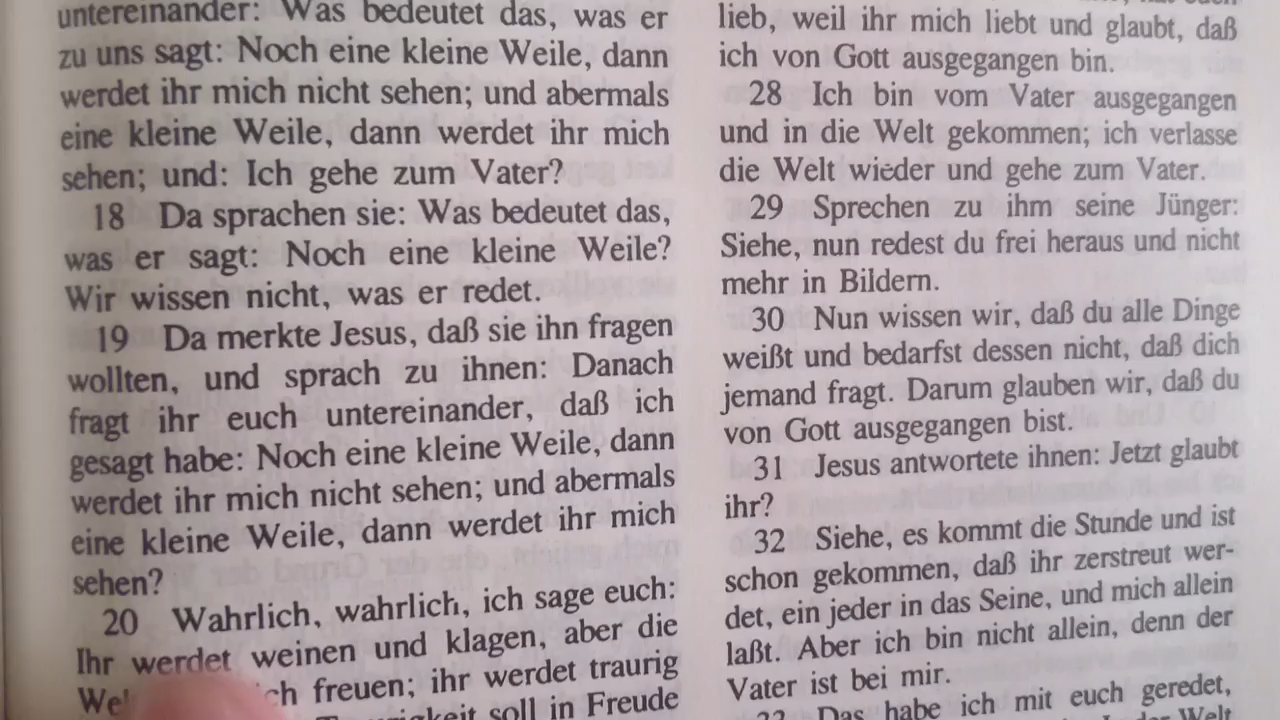 untereinander: Was bedeutet das, was er
zu uns sagt: Noch eine kleine Weile, dann
werdet ihr mich nicht sehen; und abermals
eine kleine Weile, dann werdet ihr mich
sehen; und: Ich gehe zum Vater?
18 Da sprachen sie: Was bedeutet das,
was er sagt: Noch eine kleine Weile?
Wir wissen nicht, was er redet.
19 Da merkte Jesus, daß sie ihn fragen
wollten, und sprach zu ihnen: Danach
fragt ihr euch untereinander, daß ich
gesagt habe: Noch eine kleine Weile, dann
werdet ihr mich nicht sehen; und abermals
eine kleine Weile, dann werdet ihr mich
sehen?
20 Wahrlich, wahrlich, ich sage euch:
Ihr werdet weinen und klagen, aber die
freuen; ihr werdet traurig
soll in Freude
lieb, weil ihr mich liebt und glaubt, daß
ich von Gott ausgegangen bin.
28 Ich bin vom Vater ausgegangen
und in die Welt gekommen; ich verlasse
die Welt wieder und gehe zum Vater.
29 Sprechen zu ihm seine Jünger:
Siehe, nun redest du frei heraus und nicht
mehr in Bildern.
30 Nun wissen wir, daß du alle Dinge
weißt und bedarfst dessen nicht, daß dich
jemand fragt. Darum glauben wir, daß du
von Gott ausgegangen bist.
31 Jesus antwortete ihnen: Jetzt glaubt
ihr?
32 Siehe, es kommt die Stunde und ist
schon gekommen, daß ihr zerstreut wer-
det, ein jeder in das Seine, und mich allein
laßt. Aber ich bin nicht allein, denn der
Vater ist bei mir.
Das habe ich mit euch geredet,
Welt